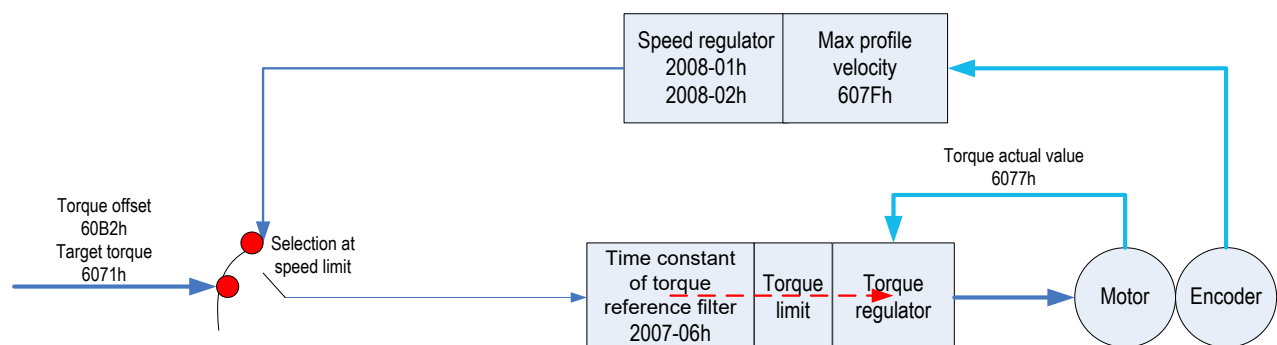 Speed regulator
2008-01h
2008-02h
Max profile
velocity
607Fh
Torque actual value
6077h
Torque offset
60B2h
Target torque
6071h
Selection at
speed limit
Time constant
of torque
reference filter
2007-06h
Torque
limit
Torque
regulator
Motor
Encoder